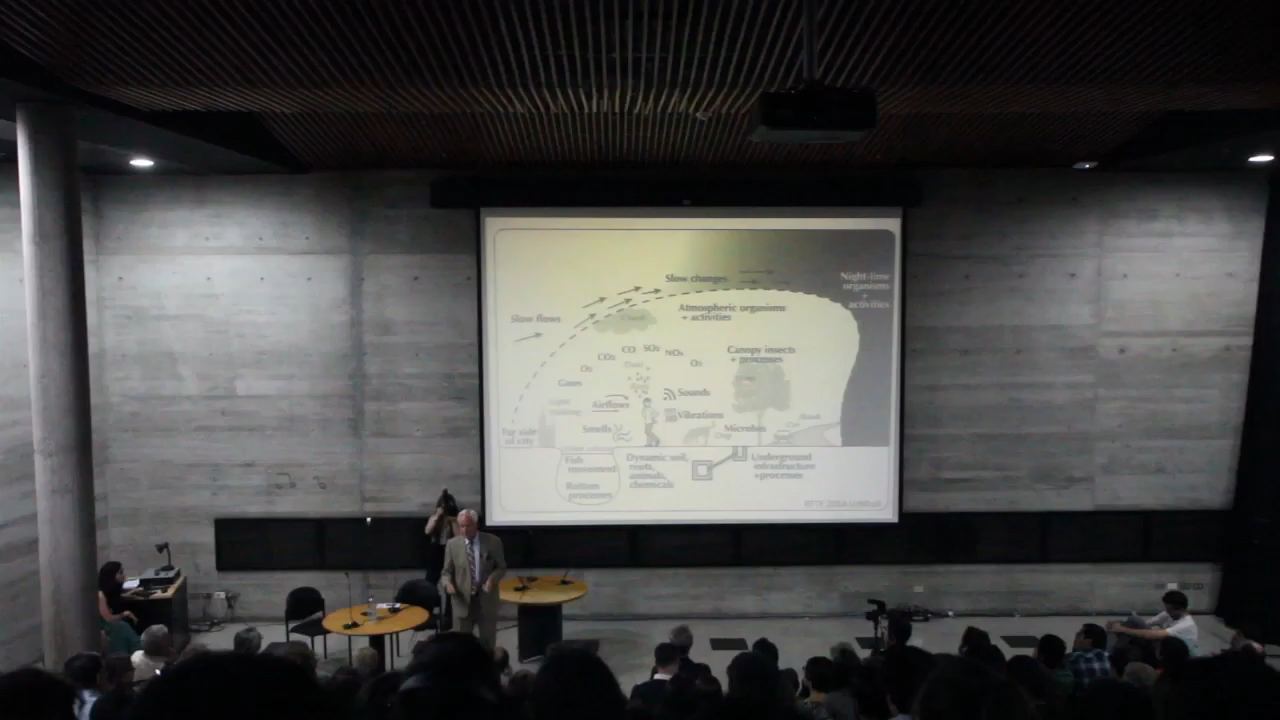 Slow changes
Night-time
organisms
+
activities
Slow flows
Atmospheric organisms
+ activities
CO SO₂ NOₓ
CO₂
O₃
O₂
Canopy insects
+ processes
Gases
Sounds
Airflows
Vibrations
Smells
Microbes
Far side
of city
Fish
movement
Bottom
processes
Dynamic soil,
roots,
animals,
chemicals
Underground
infrastructure
+processes